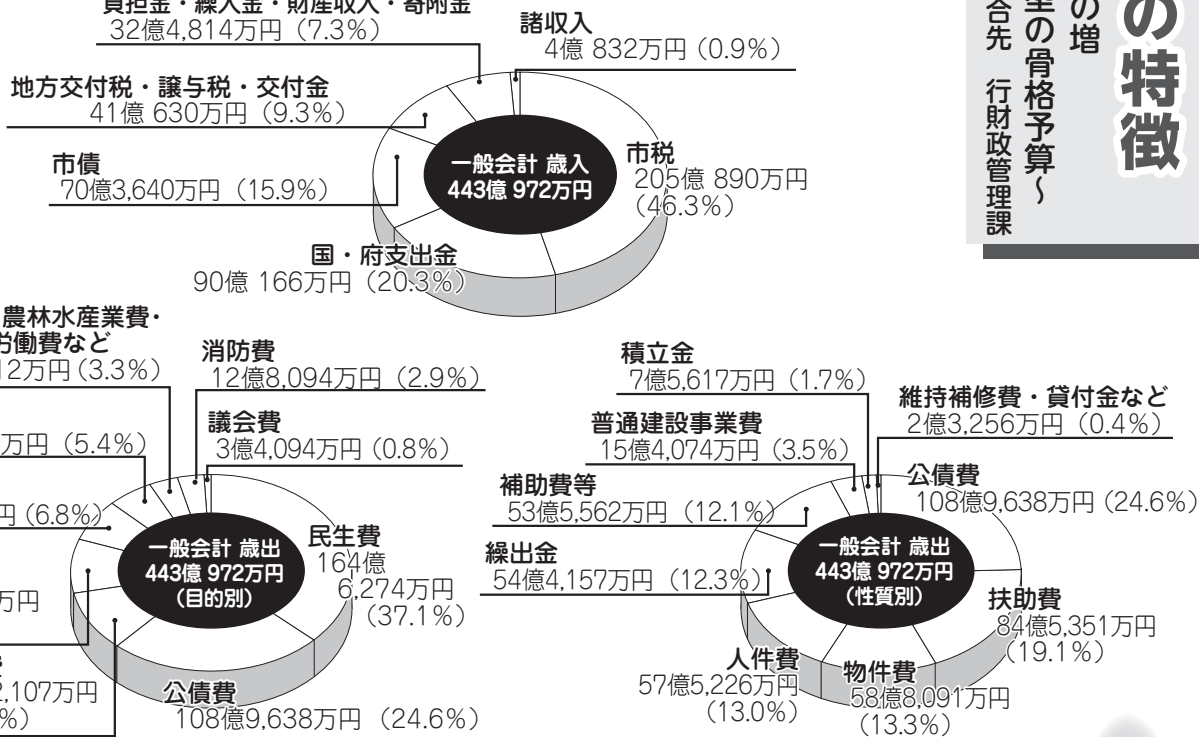 の特徴
の増
の骨格予算～
合先　行財政管理課
負担金・繰入金・財産収入・寄附金
32億4,814万円（7.3%）
諸収入
4億 832万円（0.9%）
地方交付税・譲与税・交付金
41億 630万円（9.3%）
市債
70億3,640万円（15.9%）
一般会計 歳入
443億 972万円
市税
205億 890万円
（46.3%）
国・府支出金
90億 166万円（20.3%）
農林水産業費・
労働費など
12万円（3.3%）
消防費
12億8,094万円（2.9%）
議会費
3億4,094万円（0.8%）
万円（5.4%）
円（6.8%）
一般会計 歳出
443億 972万円
（目的別）
民生費
164億
6,274万円
（37.1%）
万円
2,107万円
%）
公債費
108億9,638万円（24.6%）
積立金
7億5,617万円（1.7%）
維持補修費・貸付金など
2億3,256万円（0.4%）
普通建設事業費
15億4,074万円（3.5%）
補助費等
53億5,562万円（12.1%）
繰出金
54億4,157万円（12.3%）
公債費
108億9,638万円（24.6%）
一般会計 歳出
443億 972万円
（性質別）
扶助費
84億5,351万円
（19.1%）
人件費
57億5,226万円
（13.0%）
物件費
58億8,091万円
（13.3%）